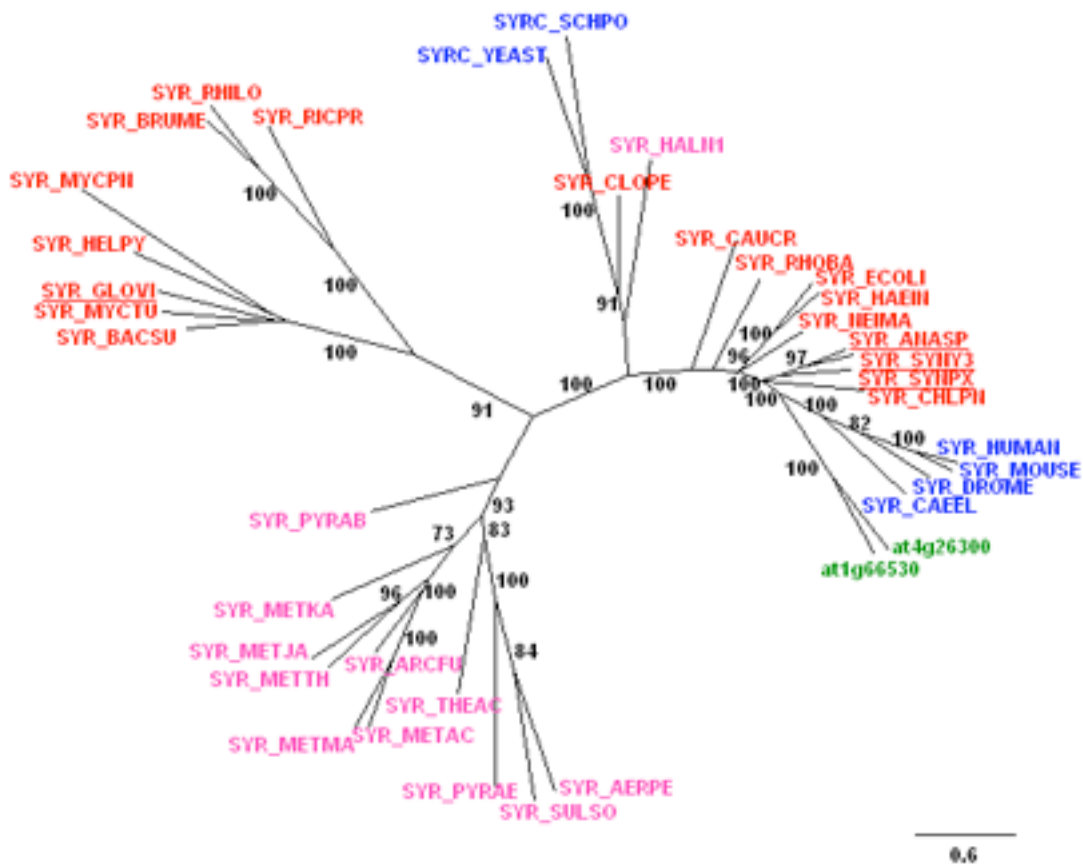 SYRC_SCHPO
SYRC_YEAST
SYR_RHILO
SYR_BRUME
SYR_RICPR
SYR_HALN1
SYR_MYCPN
SYR_CLOPE
100
100
SYR_HELPY
SYR_CAUCR
SYR_RHOBA
SYR_ECOLI
100
SYR_GLOVI
SYR_HAEIN
91
SYR_MYCTU
SYR_NEIMA
SYR_BACSU
100
SYR_ANASP
100
96
97
SYR_SYNY3
100
100
100
SYR_SYNPX
100
SYR_CHLPN
91
100
82
100
SYR_HUMAN
100
SYR_MOUSE
SYR_DROME
93
SYR_CAEEL
SYR_PYRAB
73
83
at4g26300
at1g66530
100
96
100
SYR_METKA
100
SYR_METJA
84
SYR_ARCFU
SYR_METTH
SYR_THEAC
SYR_METAC
SYR_METMA
SYR_AERPE
SYR_PYRAE
SYR_SULSO
0.6